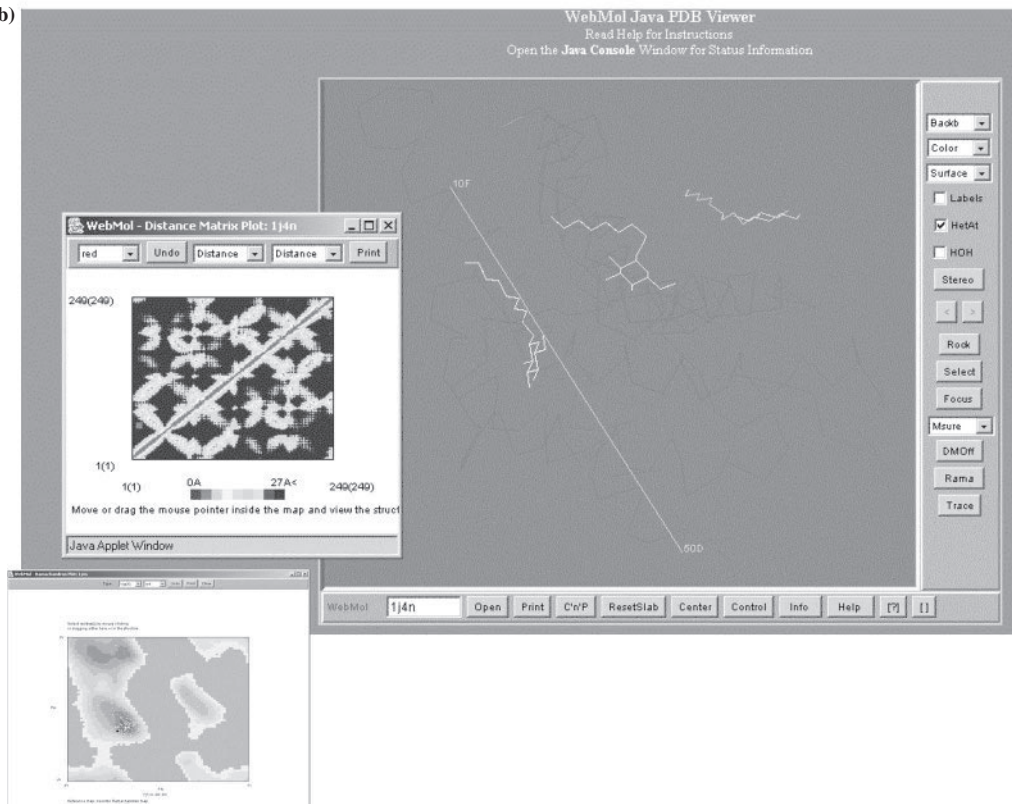 b)
WebMol Java PDB Viewer
Read Help for Instructions
Open the Java Console Window for Status Information
Backb
Color
Surface
Labels
HetAt
HOH
Stereo
< >
Rock
Select
Focus
Msure
DMOff
Rama
Trace
10F
60D
WebMol - Distance Matrix Plot: 1j4n
red Undo Distance Distance Print
249(249)
1(1)
1(1) 0A 27A< 249(249)
Move or drag the mouse pointer inside the map and view the struct
Java Applet Window
WebMol 1j4n Open Print C'n'P ResetSlab Center Control Info Help [?] []